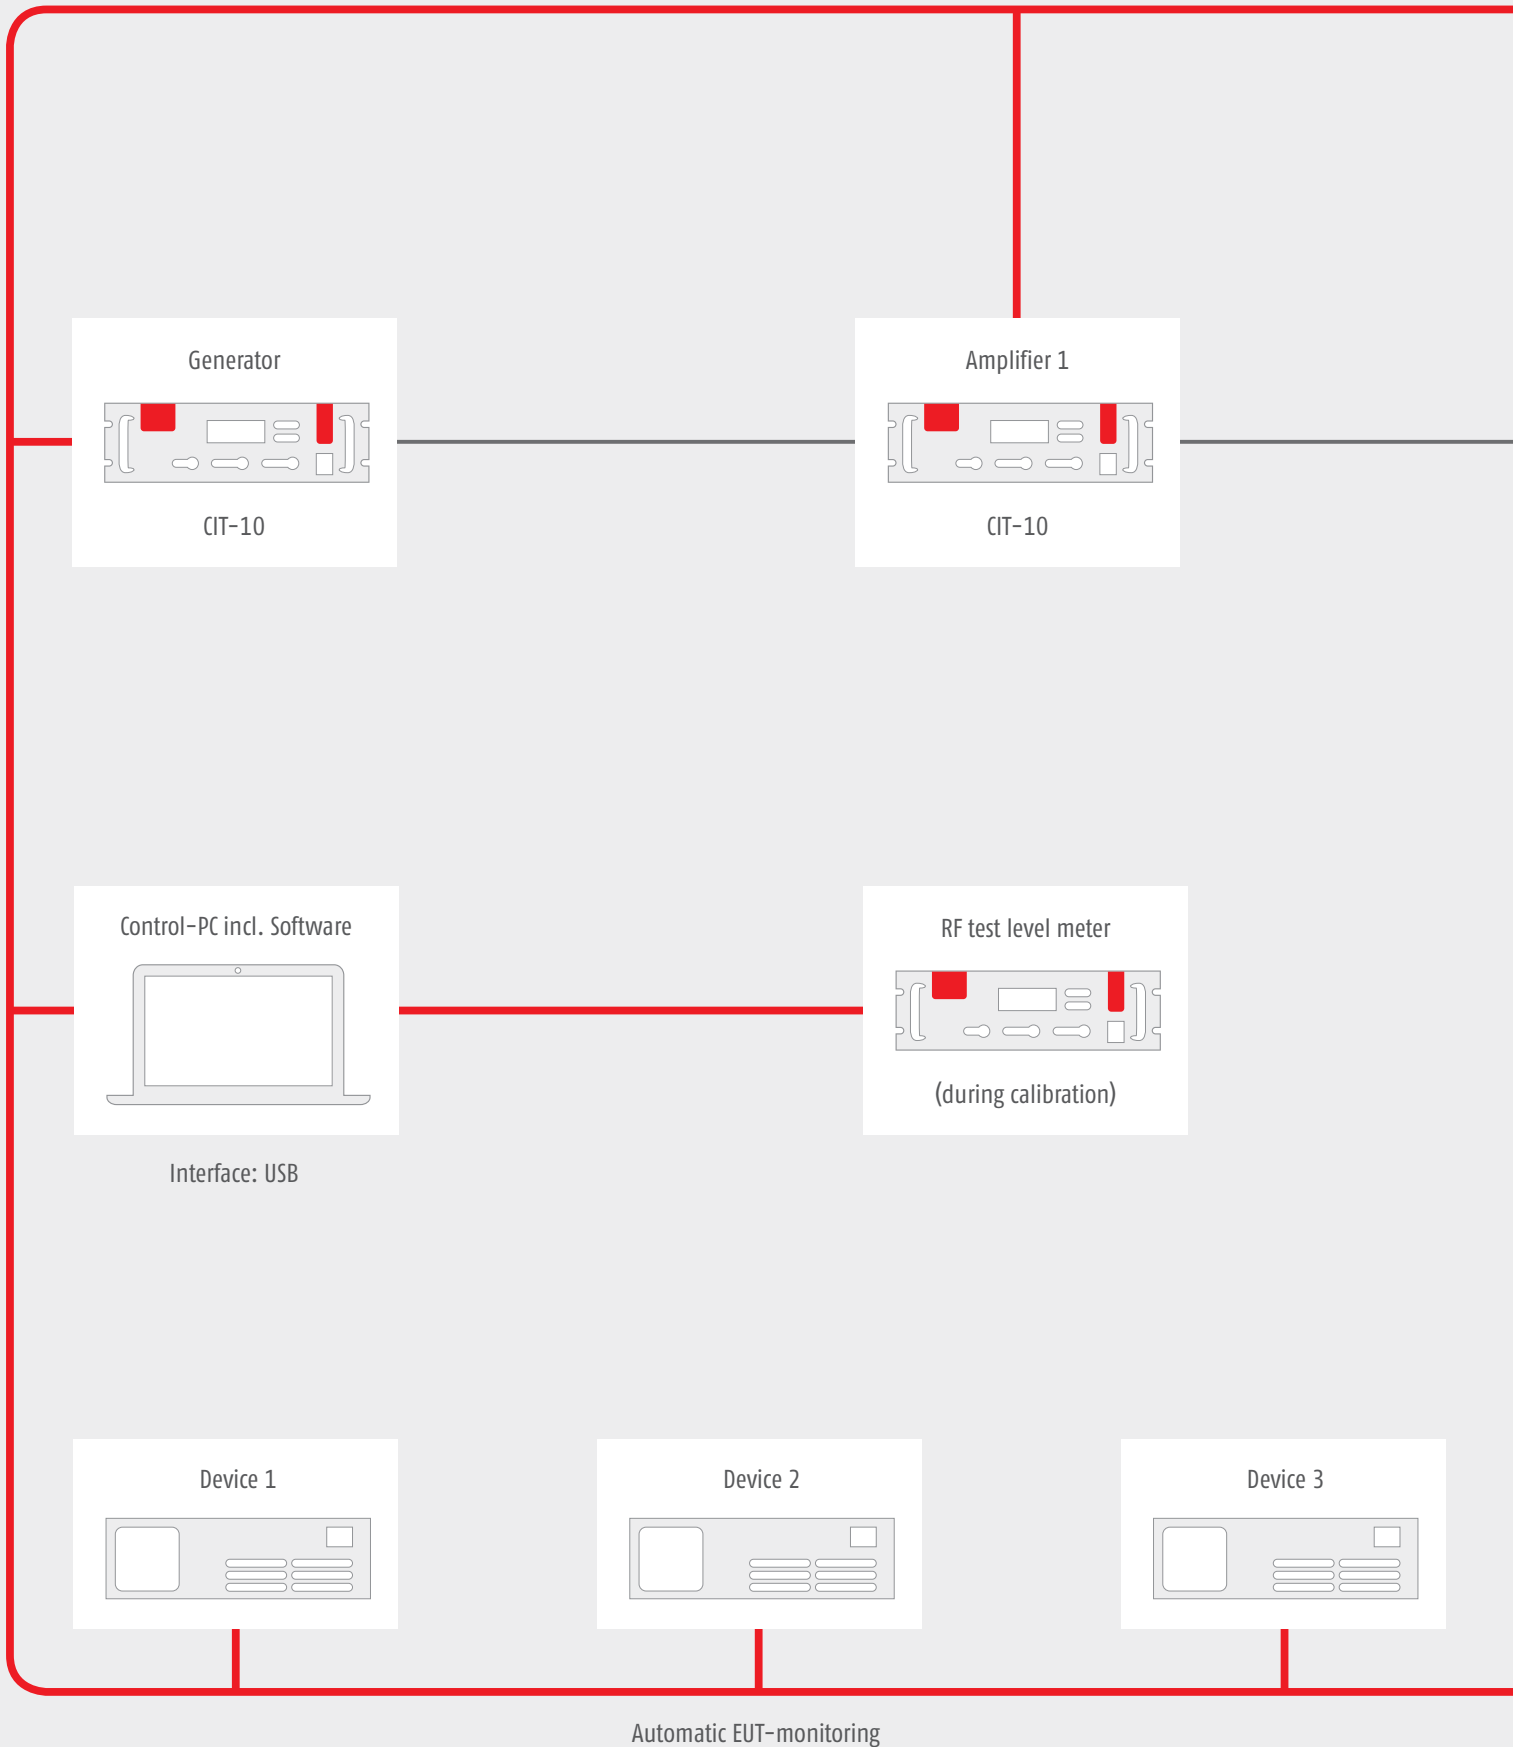 Generator
Amplifier 1
CIT-10
CIT-10
Control-PC incl. Software
RF test level meter
(during calibration)
Interface: USB
Device 1
Device 2
Device 3
Automatic EUT-monitoring